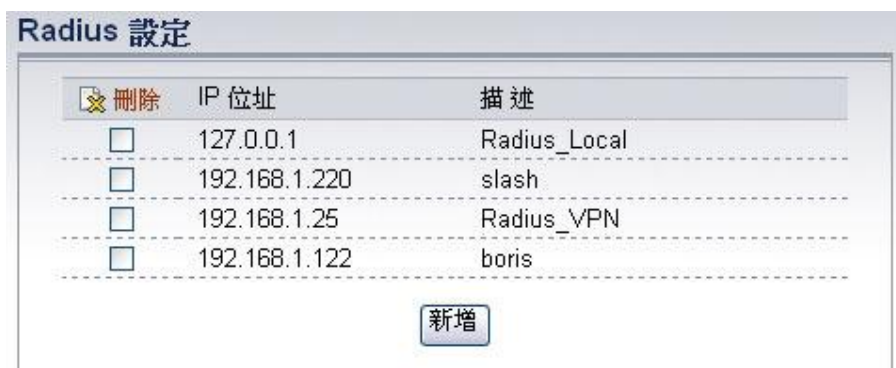 Radius 設定
刪除 IP 位址 描 述
127.0.0.1 Radius_Local
192.168.1.220 slash
192.168.1.25 Radius_VPN
192.168.1.122 boris
新增